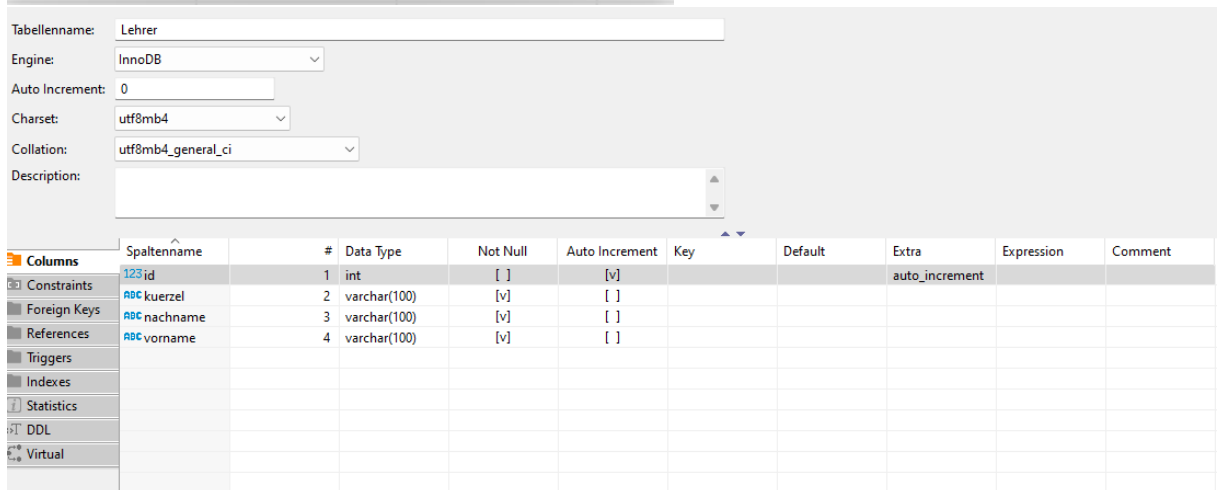 Tabellenname: Lehrer
Engine: InnoDB
Auto Increment: 0
Charset: utf8mb4
Collation: utf8mb4_general_ci
Description:
Columns
Constraints
Foreign Keys
References
Triggers
Indexes
Statistics
DDL
Virtual
Spaltenname # Data Type Not Null Auto Increment Key Default Extra Expression Comment
123 id 1 int [ ] [v] auto_increment
ABC kuerzel 2 varchar(100) [v] [ ]
ABC nachname 3 varchar(100) [v] [ ]
ABC vorname 4 varchar(100) [v] [ ]